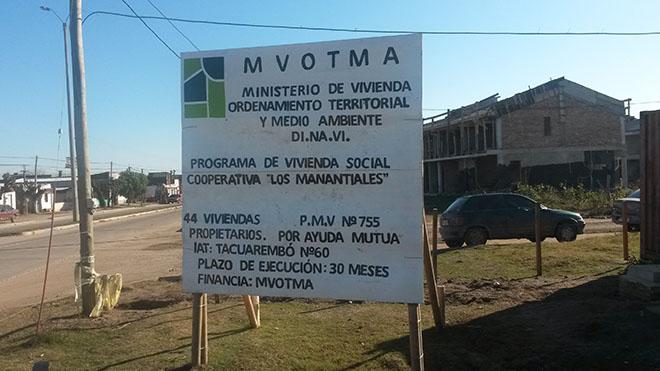 MVOTMA
MINISTERIO DE VIVIENDA
ORDENAMIENTO TERRITORIAL
Y MEDIO AMBIENTE
DI.NA.VI.
PROGRAMA DE VIVIENDA SOCIAL
COOPERATIVA "LOS MANANTIALES"
44 VIVIENDAS P.M.V Nº755
PROPIETARIOS. POR AYUDA MUTUA
IAT: TACUAREMBÓ Nº60
PLAZO DE EJECUCIÓN: 30 MESES
FINANCIA: MVOTMA